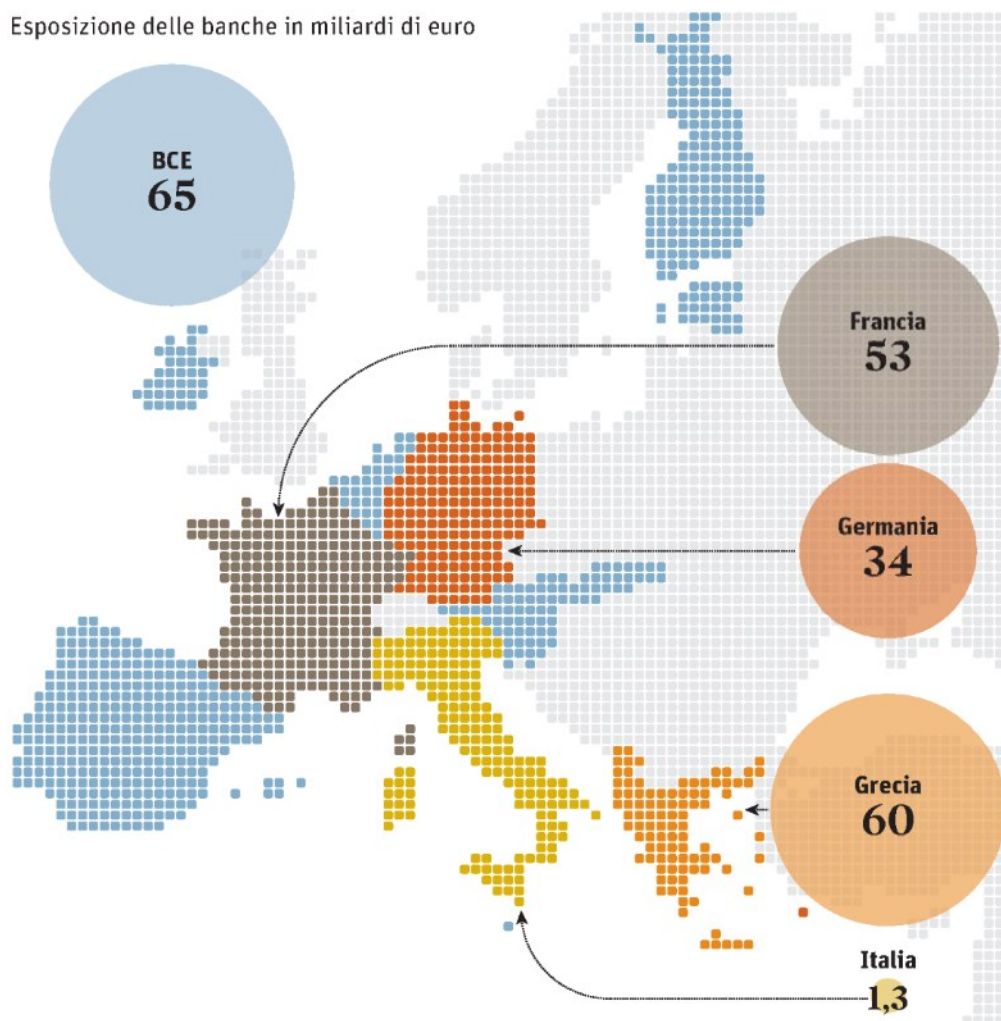 Esposizione delle banche in miliardi di euro
BCE
65
Francia
53
Germania
34
Grecia
60
Italia
1,3